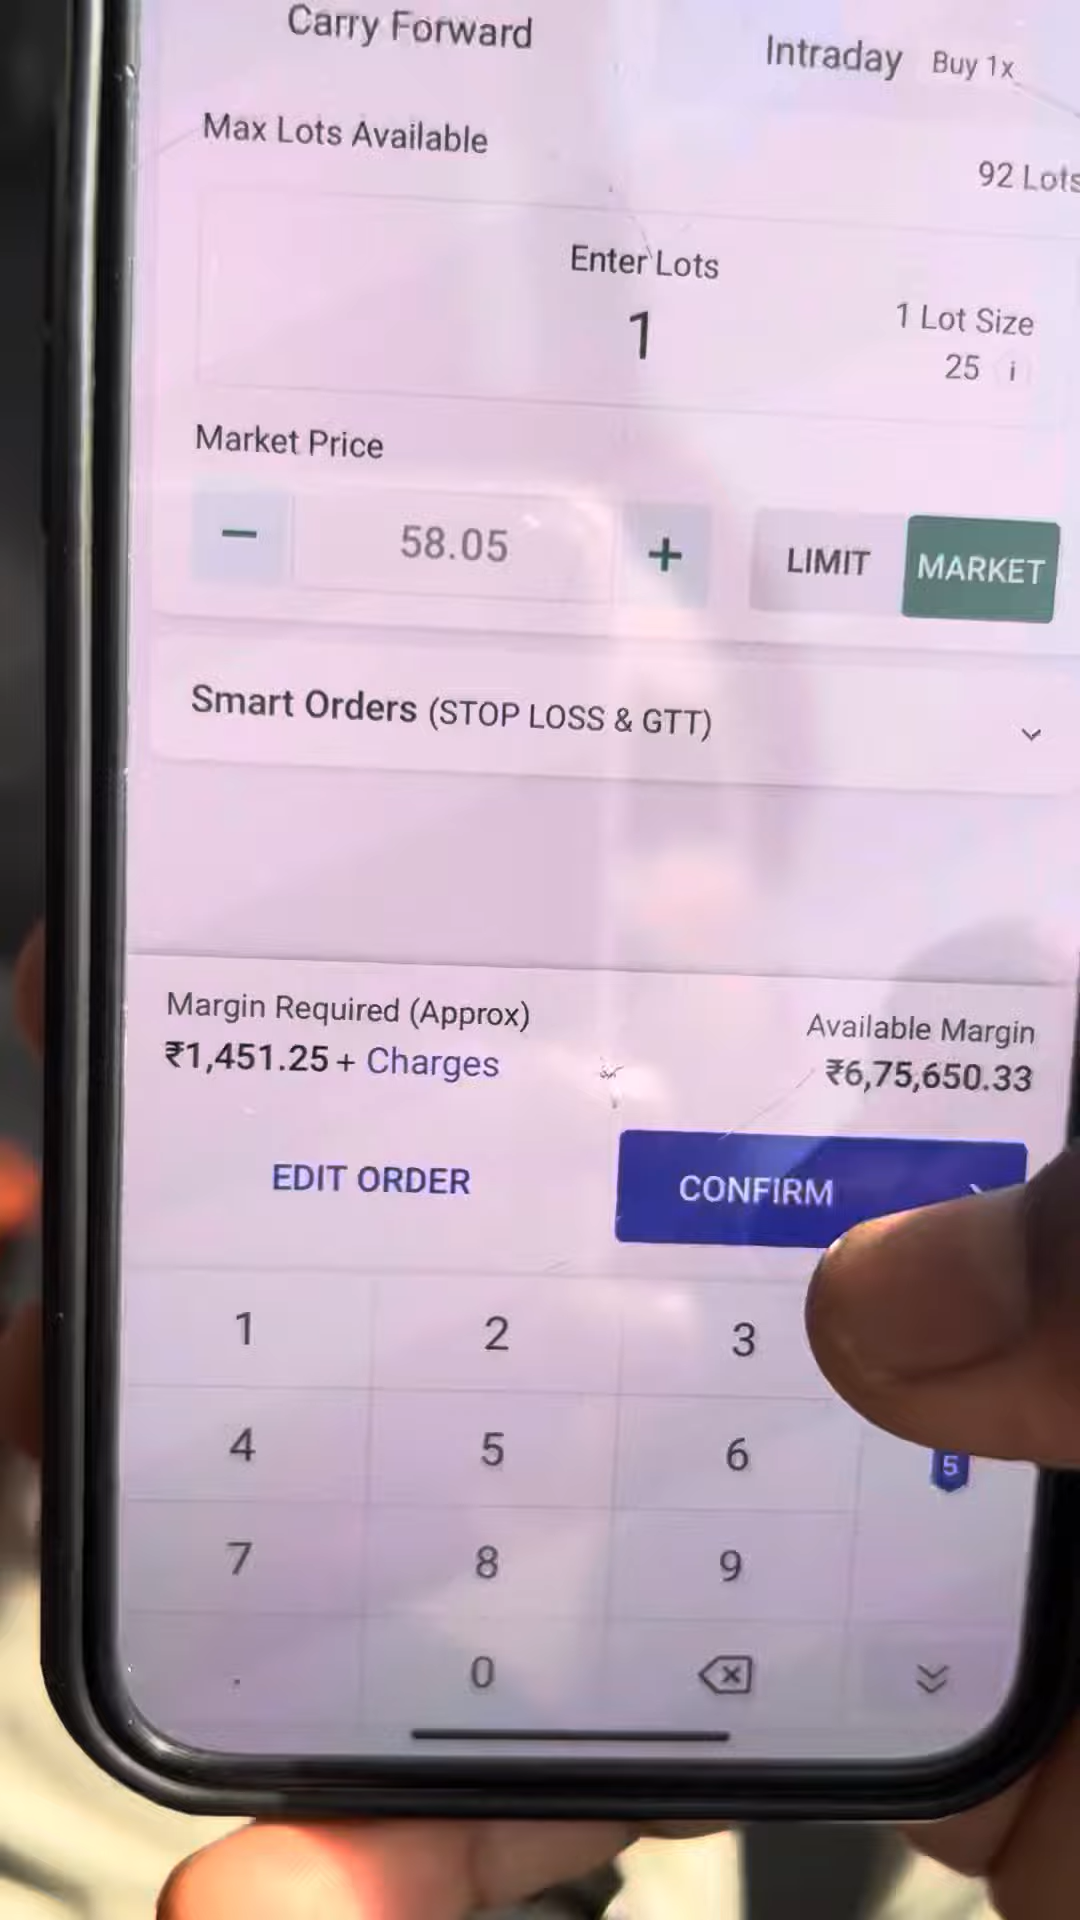 Carry Forward
Intraday Buy 1x
Max Lots Available
92 Lots
Enter Lots
1
1 Lot Size
25 i
Market Price
− 58.05 +
LIMIT MARKET
Smart Orders (STOP LOSS & GTT)
Margin Required (Approx)
₹1,451.25 + Charges
Available Margin
₹6,75,650.33
EDIT ORDER
CONFIRM
1 2 3
4 5 6
5
7 8 9
. 0